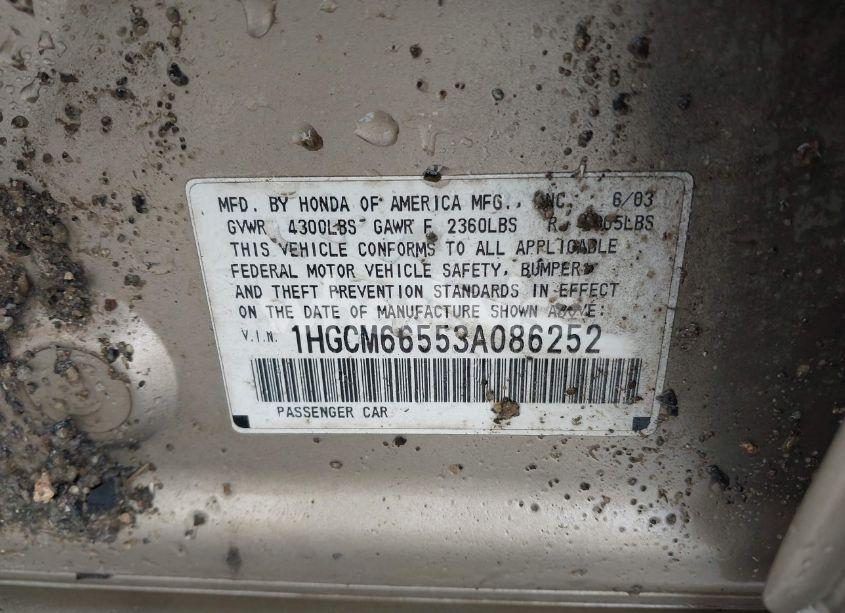 MFD. BY HONDA OF AMERICA MFG., INC. 6/03
GVWR 4300LBS GAWR F 2360LBS R
THIS VEHICLE CONFORMS TO ALL APPLICABLE
FEDERAL MOTOR VEHICLE SAFETY, BUMPER,
AND THEFT PREVENTION STANDARDS IN EFFECT
ON THE DATE OF MANUFACTURE SHOWN ABOVE:
V.I.N. 1HGCM66553A086252
PASSENGER CAR